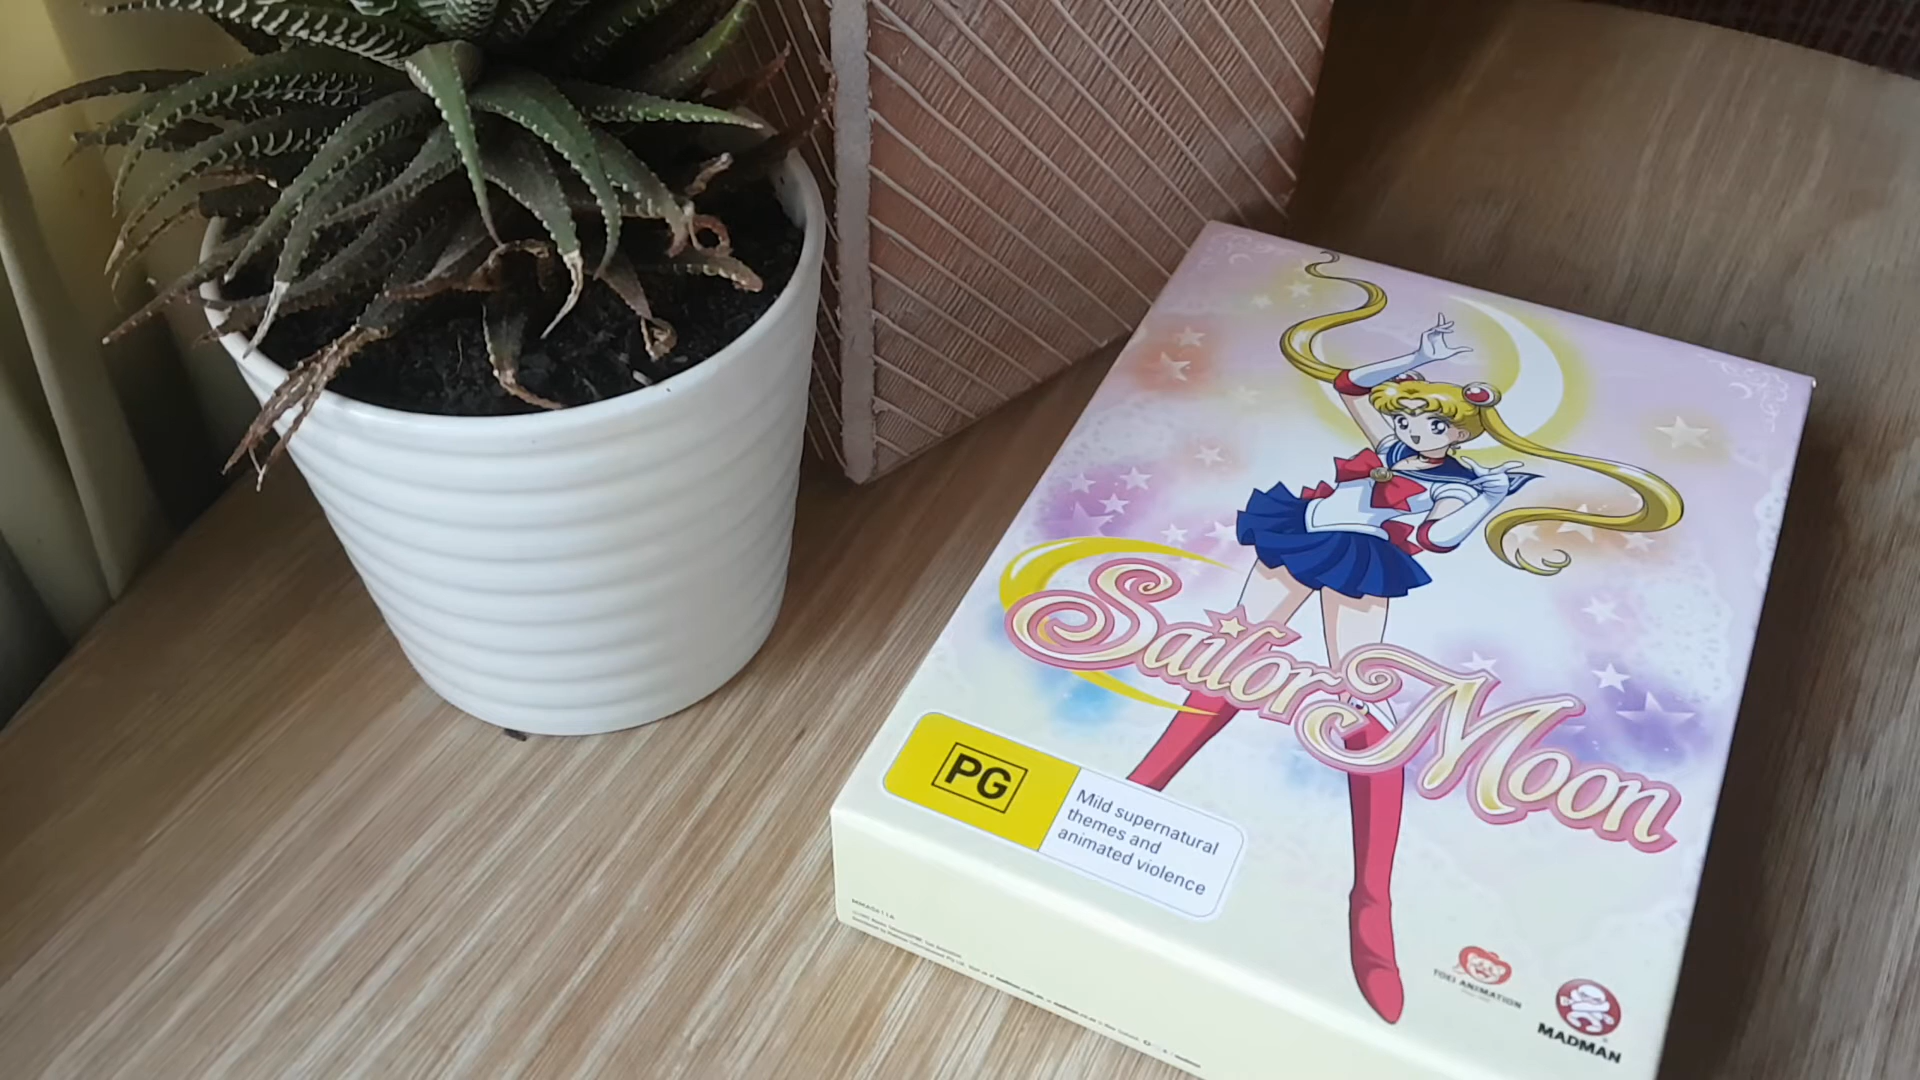 Sailor Moon
PG
Mild supernatural
themes and
animated violence
TOEI ANIMATION
MADMAN